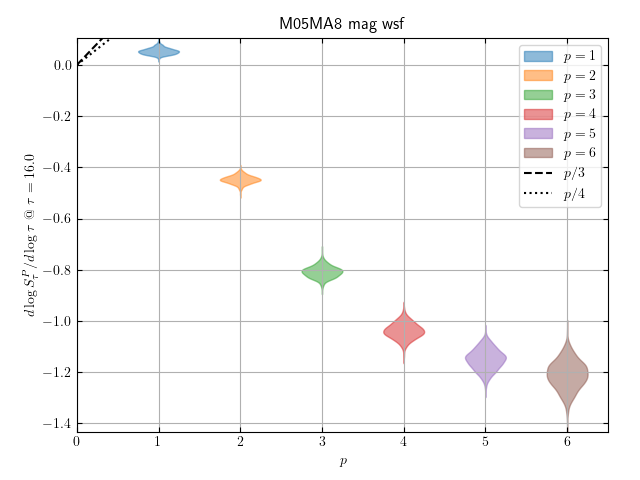 M05MA8 mag wsf
d log S_τ^P / d log τ @ τ = 16.0
0.0
−0.2
−0.4
−0.6
−0.8
−1.0
−1.2
−1.4
0 1 2 3 4 5 6
p
p = 1
p = 2
p = 3
p = 4
p = 5
p = 6
p/3
p/4